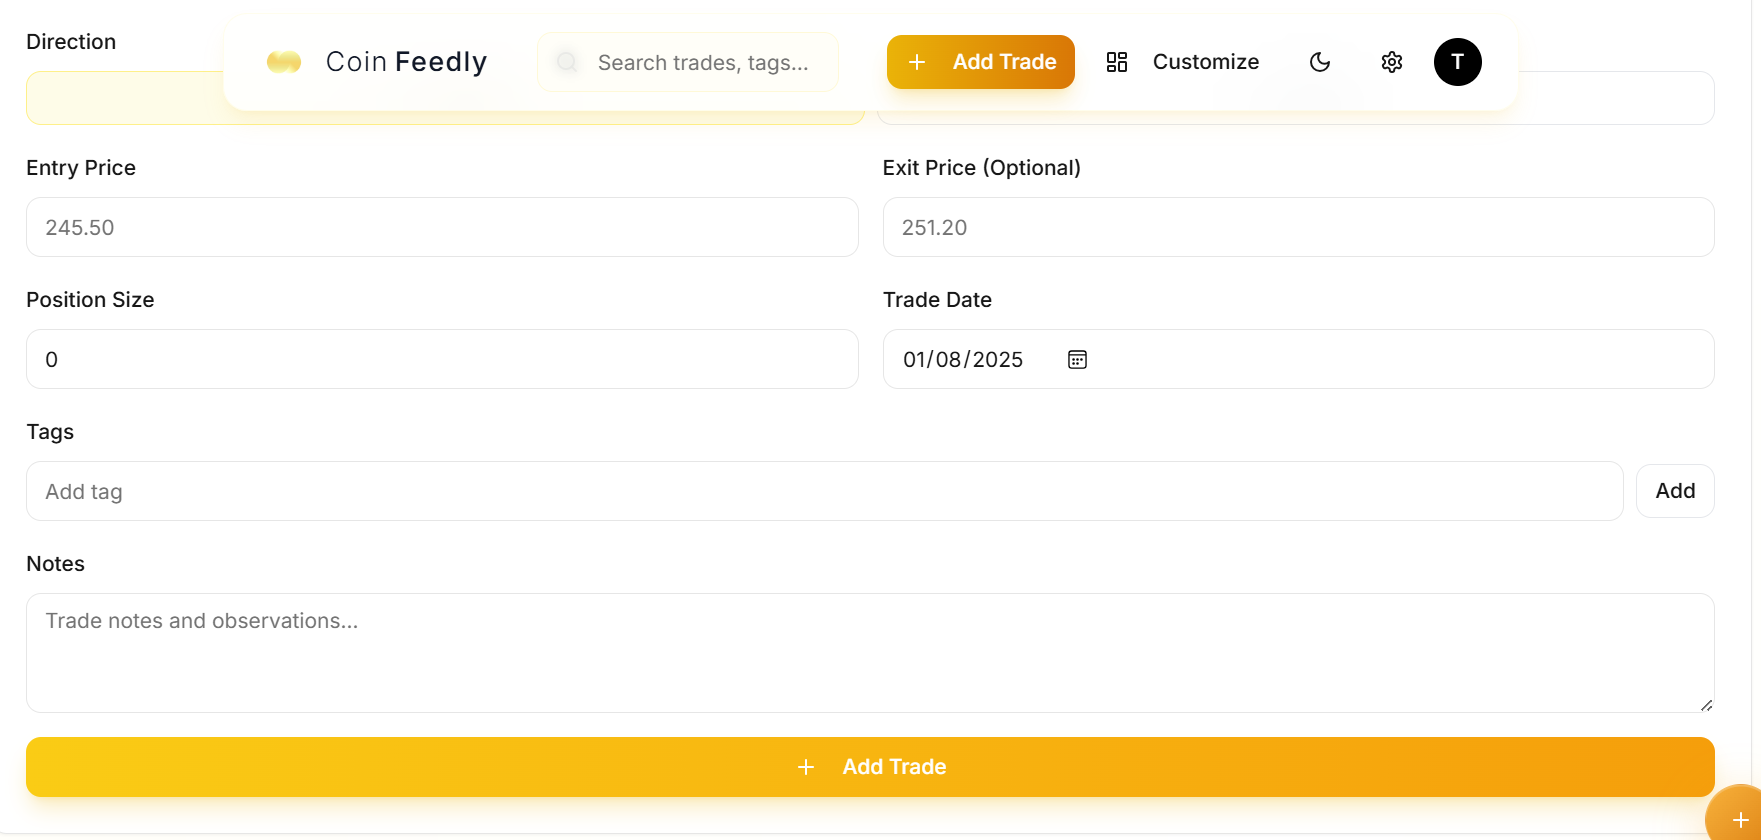 Direction
Coin Feedly
Search trades, tags...
Add Trade
Customize
T
Entry Price
Exit Price (Optional)
245.50
251.20
Position Size
Trade Date
0
01/08/2025
Tags
Add tag
Add
Notes
Trade notes and observations...
Add Trade